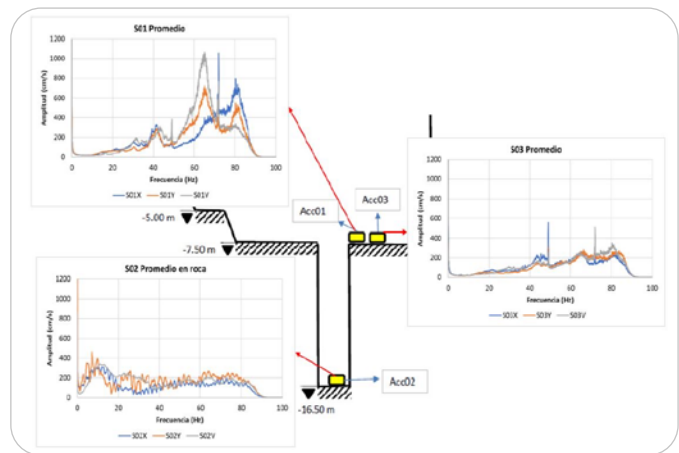 S01 Promedio
Amplitud (cm/s)
1200
1000
800
600
400
200
0
0 20 40 60 80 100
Frecuencia (Hz)
S01X S01Y S01V
-5.00 m
-7.50 m
Acc01
Acc03
S03 Promedio
Amplitud (cm/s)
1200
1000
800
600
400
200
0
0 20 40 60 80 100
Frecuencia (Hz)
S03X S03Y S03V
S02 Promedio en roca
Amplitud (cm/s)
1200
1000
800
600
400
200
0
0 20 40 60 80 100
Frecuencia (Hz)
S02X S02Y S02V
Acc02
-16.50 m